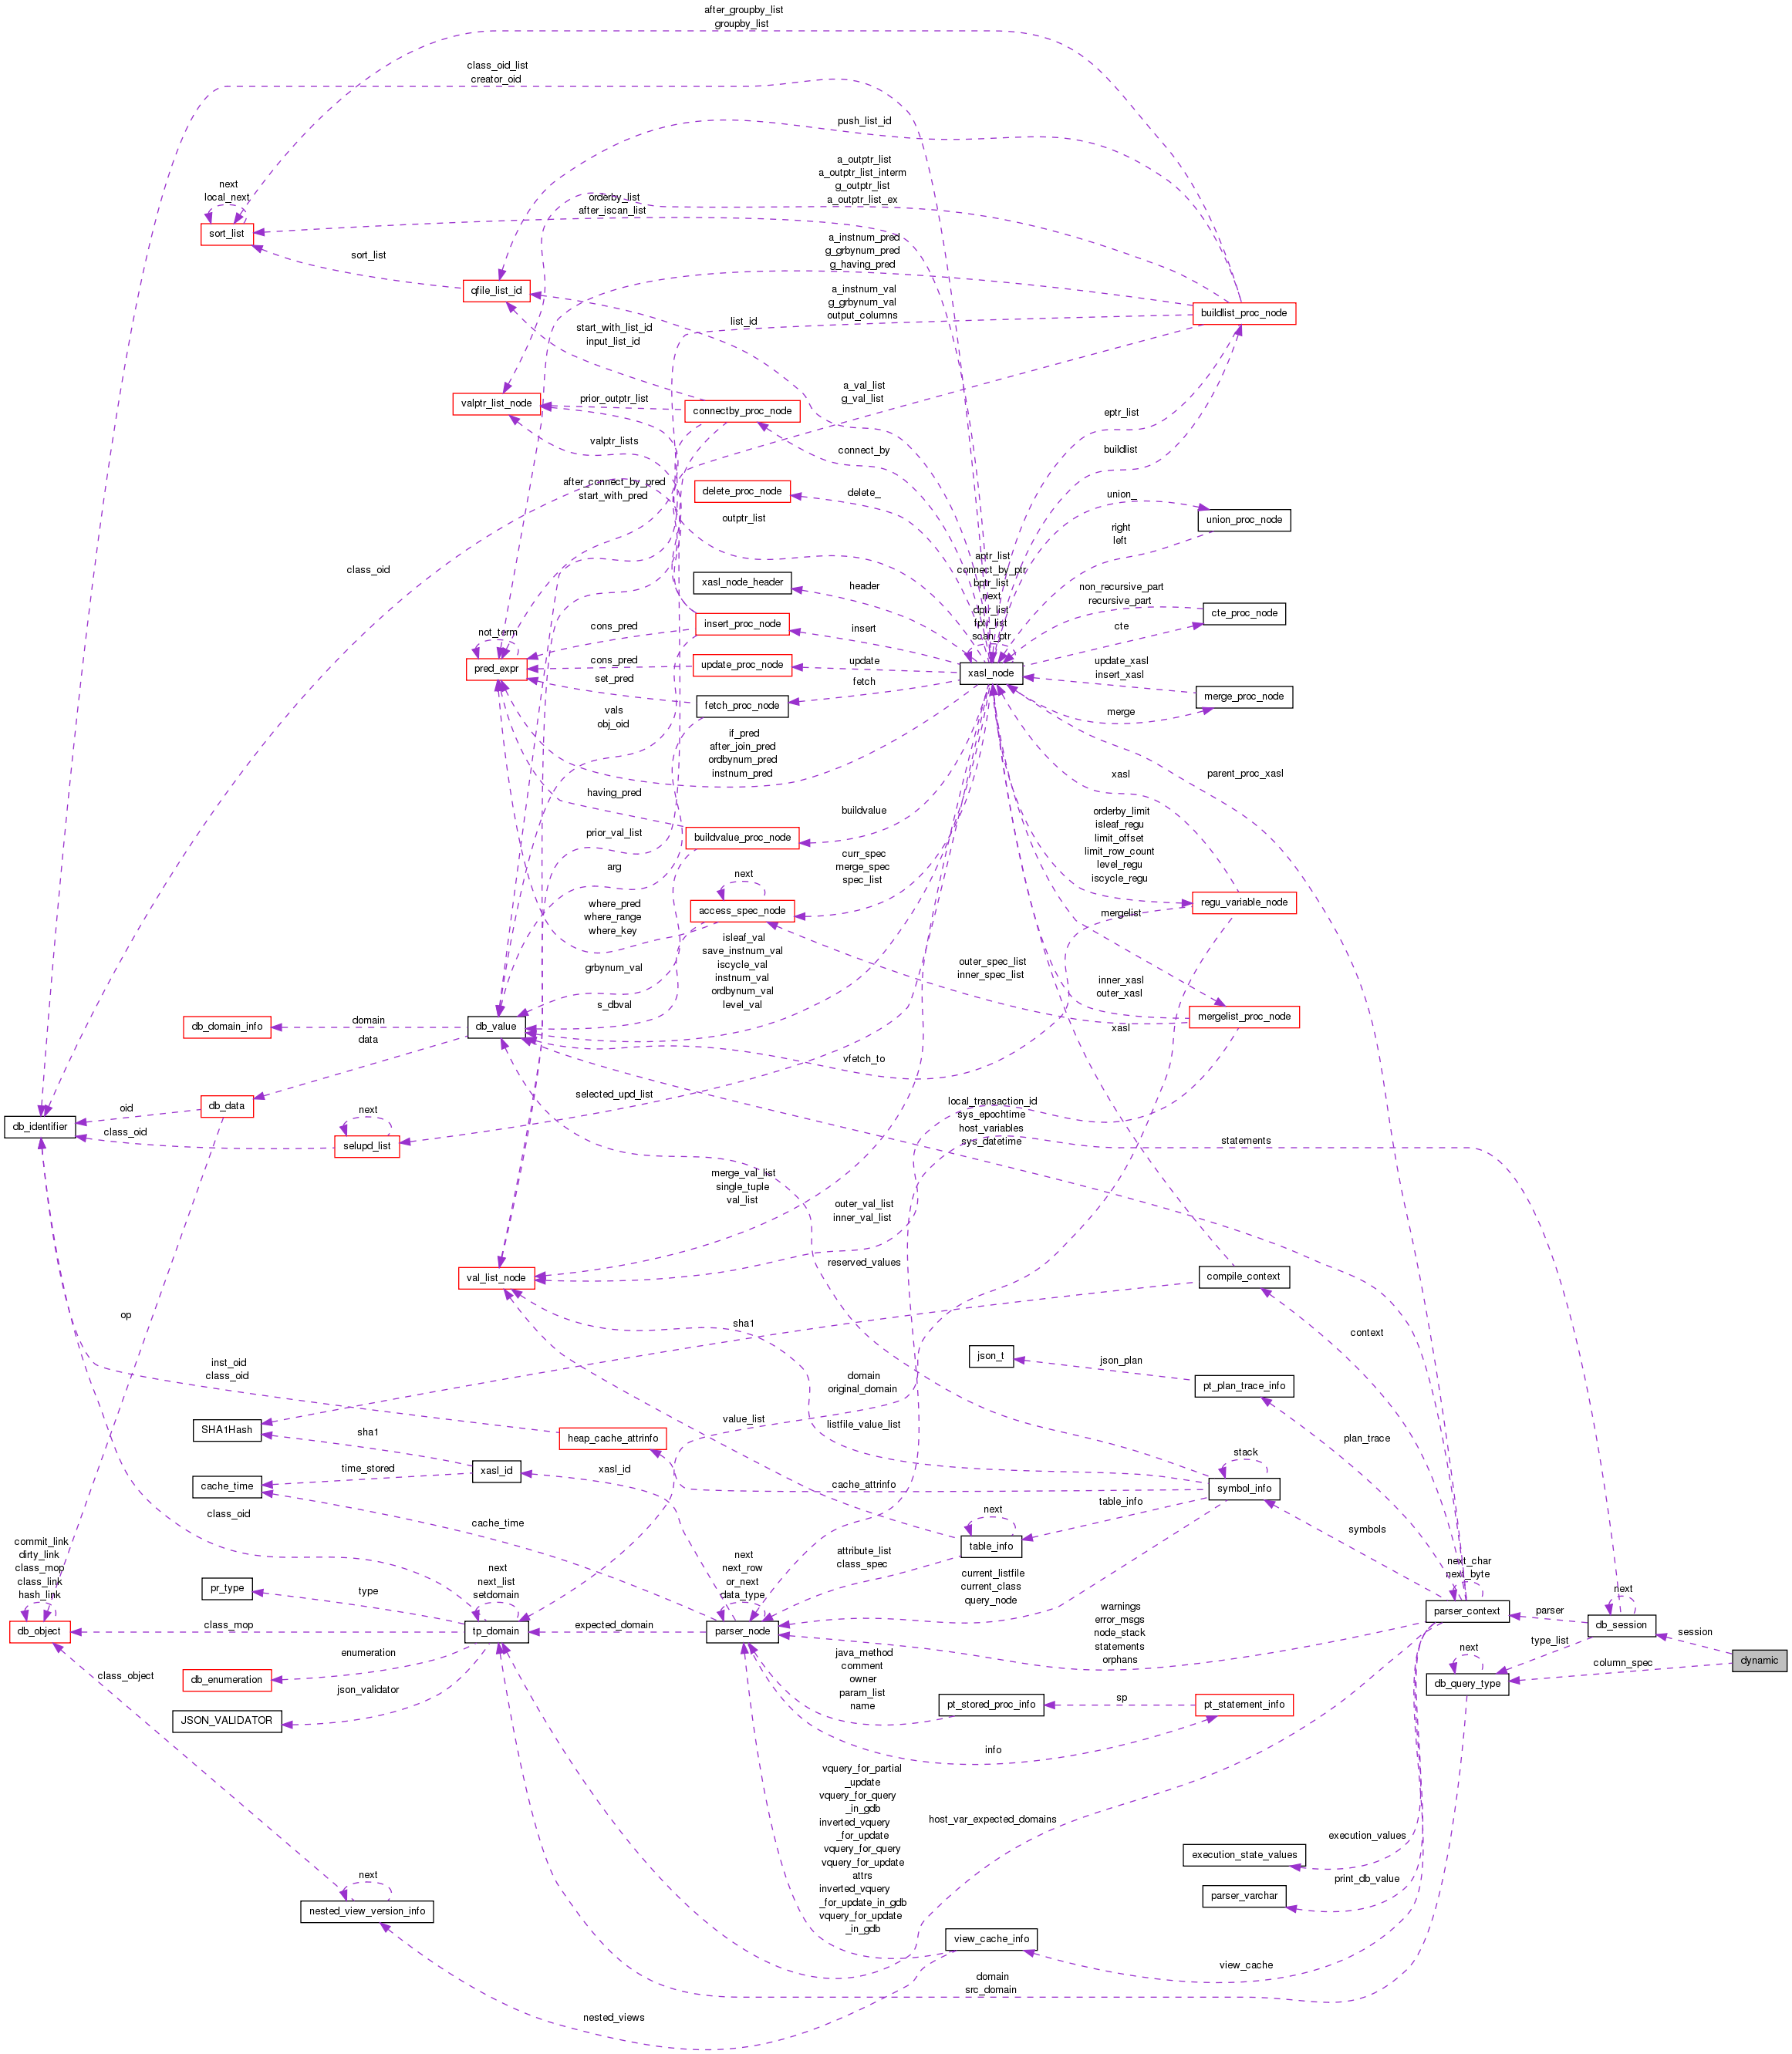 after_groupby_list
groupby_list
class_oid_list
creator_oid
push_list_id
a_outptr_list
a_outptr_list_interm
g_outptr_list
a_outptr_list_ex
next
local_next
orderby_list
after_iscan_list
sort_list
sort_list
a_instnum_pred
g_grbynum_pred
g_having_pred
qfile_list_id
a_instnum_val
g_grbynum_val
output_columns
buildlist_proc_node
start_with_list_id
input_list_id
list_id
a_val_list
g_val_list
valptr_list_node
prior_outptr_list
connectby_proc_node
eptr_list
valptr_lists
connect_by
buildlist
after_connect_by_pred
start_with_pred
delete_proc_node
delete_
union_
outptr_list
union_proc_node
right
left
class_oid
aptr_list
connect_by_ptr
bptr_list
next
dptr_list
fptr_list
scan_ptr
xasl_node_header
header
non_recursive_part
recursive_part
cte_proc_node
cte
not_term
cons_pred
insert_proc_node
insert
pred_expr
cons_pred
update_proc_node
update
xasl_node
update_xasl
insert_xasl
set_pred
fetch
fetch_proc_node
merge_proc_node
merge
vals
obj_oid
if_pred
after_join_pred
ordbynum_pred
instnum_pred
xasl
parent_proc_xasl
having_pred
buildvalue
prior_val_list
buildvalue_proc_node
orderby_limit
isleaf_regu
limit_offset
limit_row_count
level_regu
iscycle_regu
arg
curr_spec
merge_spec
spec_list
next
access_spec_node
regu_variable_node
where_pred
where_range
where_key
mergelist
isleaf_val
save_instnum_val
iscycle_val
instnum_val
ordbynum_val
level_val
grbynum_val
outer_spec_list
inner_spec_list
s_dbval
inner_xasl
outer_xasl
db_domain_info
domain
db_value
mergelist_proc_node
data
xasl
vfetch_to
db_data
oid
db_identifier
class_oid
next
selupd_list
selected_upd_list
local_transaction_id
sys_epochtime
host_variables
sys_datetime
statements
merge_val_list
single_tuple
val_list
outer_val_list
inner_val_list
reserved_values
val_list_node
compile_context
op
sha1
context
json_t
json_plan
pt_plan_trace_info
inst_oid
class_oid
domain
original_domain
value_list
listfile_value_list
SHA1Hash
sha1
heap_cache_attrinfo
plan_trace
stack
time_stored
xasl_id
xasl_id
cache_time
cache_attrinfo
symbol_info
class_oid
table_info
cache_time
next
table_info
symbols
commit_link
dirty_link
class_mop
class_link
hash_link
attribute_list
class_spec
next
next_row
or_next
data_type
next
next_list
setdomain
pr_type
type
current_listfile
current_class
query_node
next_char
next_byte
next
db_object
class_mop
tp_domain
expected_domain
parser_node
warnings
error_msgs
node_stack
statements
orphans
parser_context
parser
db_session
session
dynamic
type_list
class_object
enumeration
db_enumeration
json_validator
JSON_VALIDATOR
java_method
comment
owner
param_list
name
next
column_spec
db_query_type
pt_stored_proc_info
sp
pt_statement_info
info
vquery_for_partial
_update
vquery_for_query
_in_gdb
inverted_vquery
_for_update
vquery_for_query
vquery_for_update
attrs
inverted_vquery
_for_update_in_gdb
vquery_for_update
_in_gdb
host_var_expected_domains
execution_values
execution_state_values
print_db_value
parser_varchar
next
nested_view_version_info
view_cache_info
view_cache
domain
src_domain
nested_views